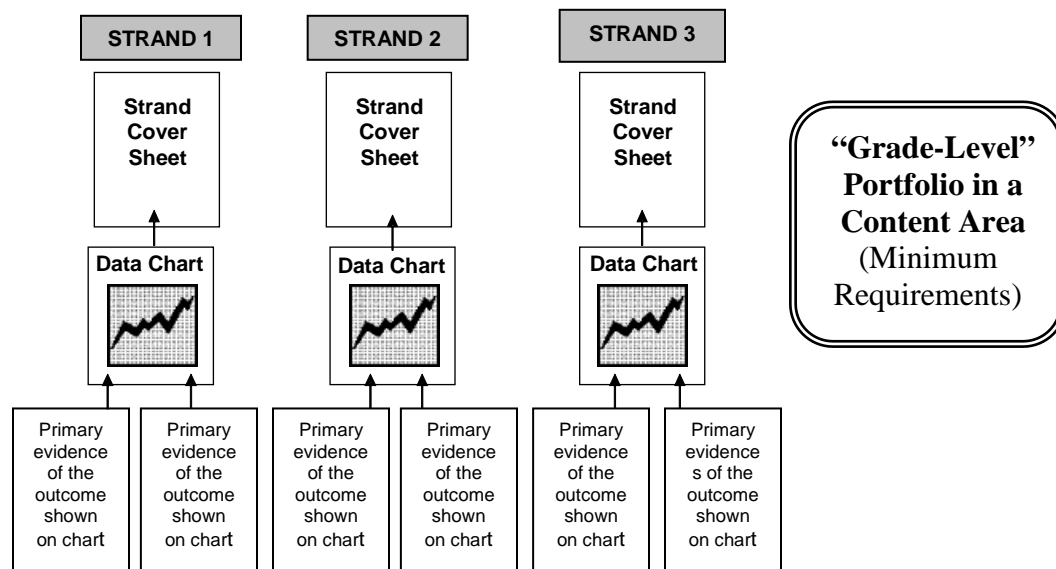 STRAND 1
STRAND 2
STRAND 3
Strand
Cover
Sheet
Strand
Cover
Sheet
Strand
Cover
Sheet
“Grade-Level”
Portfolio in a
Content Area
(Minimum
Requirements)
Data Chart
Data Chart
Data Chart
Primary
evidence
of the
outcome
shown
on chart
Primary
evidence
of the
outcome
shown
on chart
Primary
evidence
of the
outcome
shown
on chart
Primary
evidence
of the
outcome
shown
on chart
Primary
evidence
of the
outcome
shown
on chart
Primary
evidence
s of the
outcome
shown
on chart